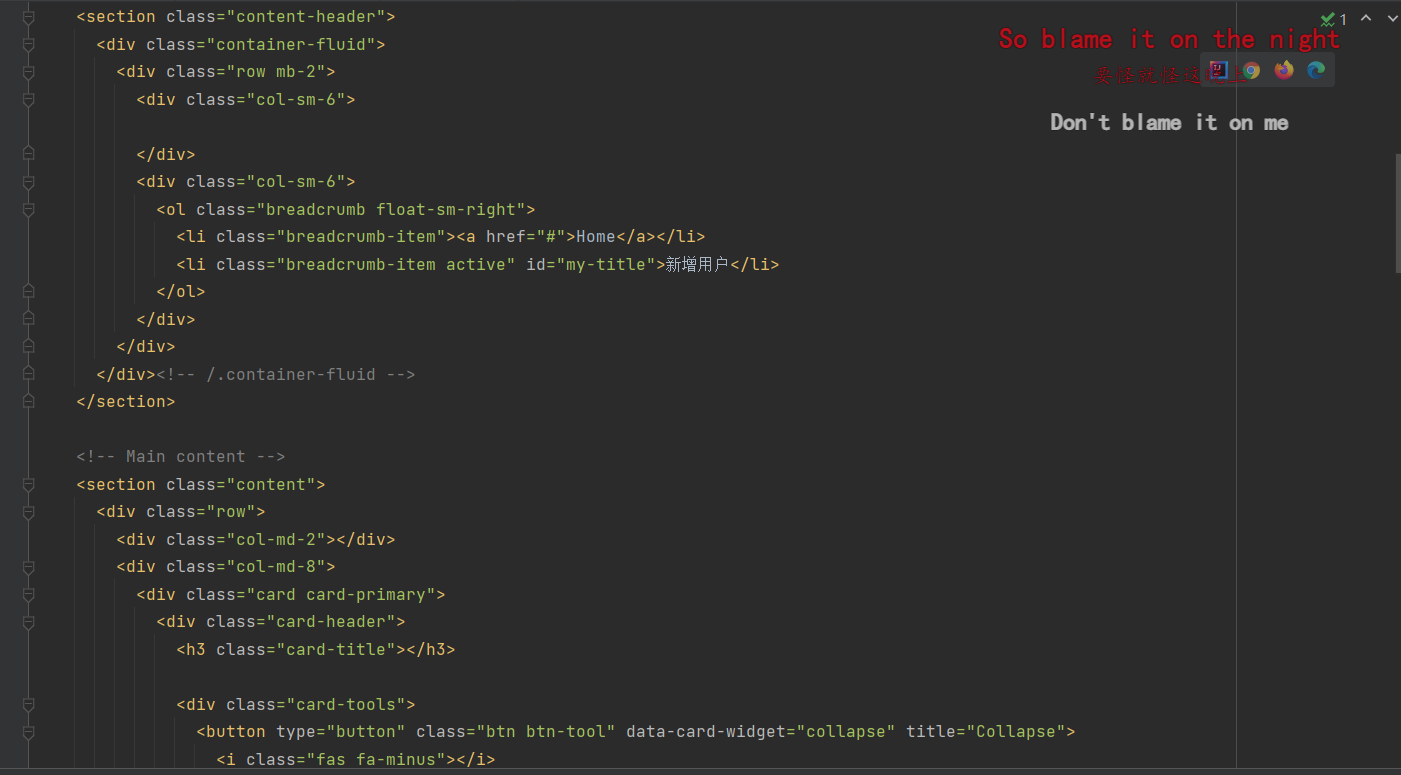 <section class="content-header">
1
<div class="container-fluid">
So blame it on the night
<div class="row mb-2">
要怪就怪这
<div class="col-sm-6">
Don't blame it on me
</div>
<div class="col-sm-6">
<ol class="breadcrumb float-sm-right">
<li class="breadcrumb-item"><a href="#">Home</a></li>
<li class="breadcrumb-item active" id="my-title">新增用户</li>
</ol>
</div>
</div>
</div><!-- /.container-fluid -->
</section>
<!-- Main content -->
<section class="content">
<div class="row">
<div class="col-md-2"></div>
<div class="col-md-8">
<div class="card card-primary">
<div class="card-header">
<h3 class="card-title"></h3>
<div class="card-tools">
<button type="button" class="btn btn-tool" data-card-widget="collapse" title="Collapse">
<i class="fas fa-minus"></i>